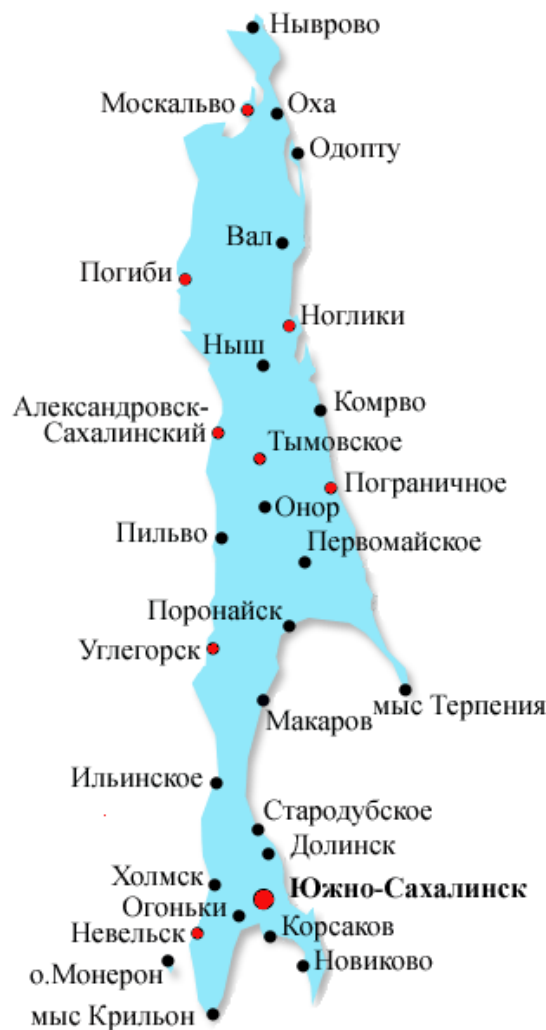 Ныврово
Москальво
Оха
Одопту
Вал
Погиби
Ноглики
Ныш
Комрво
Александровск-
Сахалинский
Тымовское
Пограничное
Онор
Пильво
Первомайское
Поронайск
Углегорск
мыс Терпения
Макаров
Ильинское
Стародубское
Долинск
Холмск
Южно-Сахалинск
Огоньки
Корсаков
Невельск
Новиково
о.Монерон
мыс Крильон